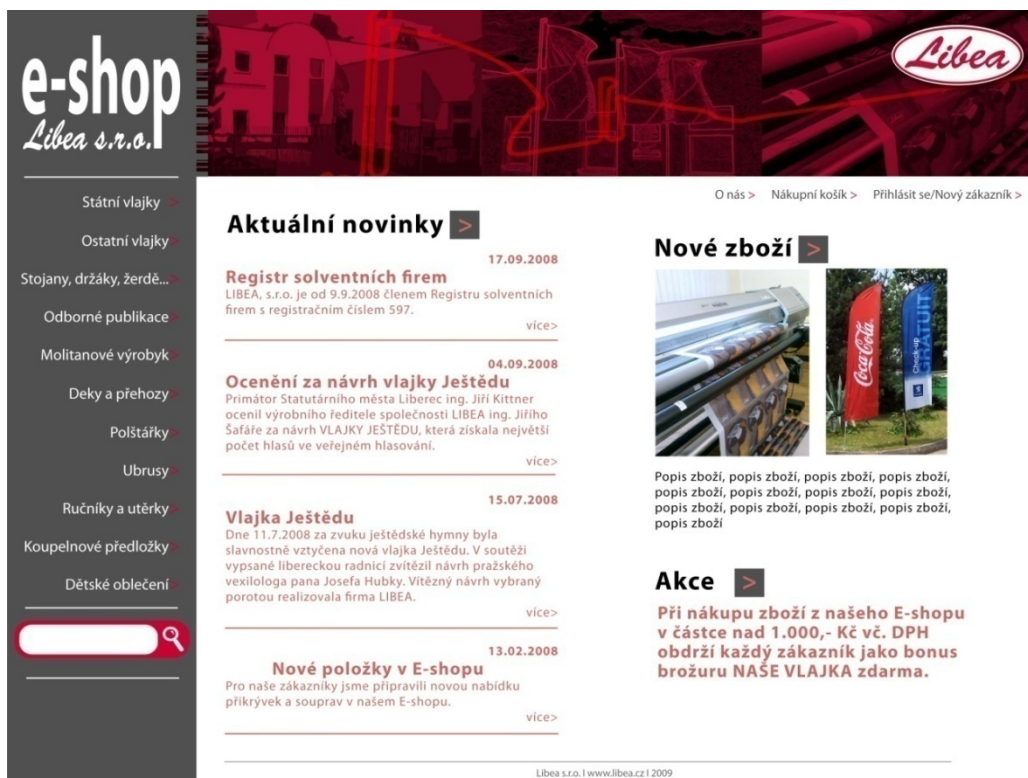 e-shop
Libea s.r.o.
Libea
Státní vlajky >
Ostatní vlajky>
Stojany, držáky, žerdě...>
Odborné publikace>
Molitanové výrobyk>
Deky a přehozy>
Polštářky>
Ubrusy>
Ručníky a utěrky>
Koupelnové předložky>
Dětské oblečení>
O nás > Nákupní košík > Přihlásit se/Nový zákazník >
Aktuální novinky >
17.09.2008
Registr solventních firem
LIBEA, s.r.o. je od 9.9.2008 členem Registru solventních
firem s registračním číslem 597.
více>
04.09.2008
Ocenění za návrh vlajky Ještědu
Primátor Statutárního města Liberec ing. Jiří Kittner
ocenil výrobního ředitele společnosti LIBEA ing. Jiřího
Šafáře za návrh VLAJKY JEŠTĚDU, která získala největší
počet hlasů ve veřejném hlasování.
více>
15.07.2008
Vlajka Ještědu
Dne 11.7.2008 za zvuku ještědské hymny byla
slavnostně vztyčena nová vlajka Ještědu. V soutěži
vypsané libereckou radnicí zvítězil návrh pražského
vexilologa pana Josefa Hubky. Vítězný návrh vybraný
porotou realizovala firma LIBEA.
více>
13.02.2008
Nové položky v E-shopu
Pro naše zákazníky jsme připravili novou nabídku
přikrývek a souprav v našem E-shopu.
více>
Nové zboží >
Coca-Cola
Check-up
GRATUIT
Popis zboží, popis zboží, popis zboží, popis zboží,
popis zboží, popis zboží, popis zboží, popis zboží,
popis zboží, popis zboží, popis zboží, popis zboží,
popis zboží
Akce >
Při nákupu zboží z našeho E-shopu
v částce nad 1.000,- Kč vč. DPH
obdrží každý zákazník jako bonus
brožuru NAŠE VLAJKA zdarma.
Libea s.r.o. I www.libea.cz I 2009